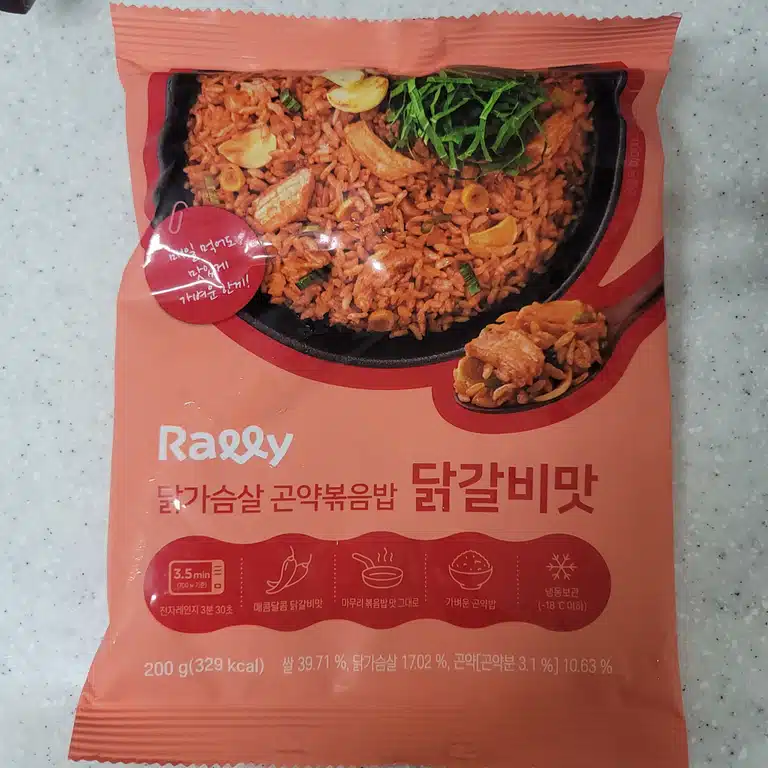 매일 먹어도
맛있게
가벼운 한끼!
Rally
닭가슴살 곤약볶음밥 닭갈비맛
3.5 min
(700 w 기준)
전자레인지 3분 30초
매콤달콤 닭갈비맛
마무리 볶음밥 맛 그대로
가벼운 곤약밥
냉동보관
(-18℃ 이하)
200 g(329 kcal) 쌀 39.71 %, 닭가슴살 17.02 %, 곤약[곤약분 3.1 %] 10.63 %